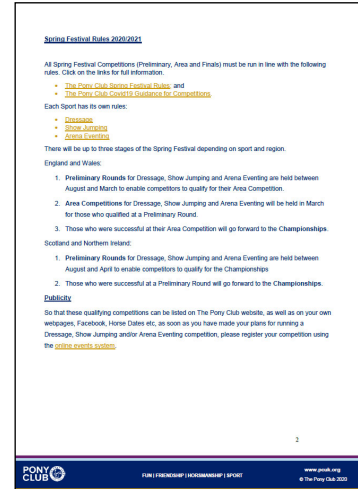 Spring Festival Rules 2020/2021
All Spring Festival Competitions (Preliminary, Area and Finals) must be run in line with the following
rules. Click on the links for full information.
• The Pony Club Spring Festival Rules; and
• The Pony Club Covid19 Guidance for Competitions
Each Sport has its own rules:
• Dressage
• Show Jumping
• Arena Eventing
There will be up to three stages of the Spring Festival depending on sport and region.
England and Wales:
1. Preliminary Rounds for Dressage, Show Jumping and Arena Eventing are held between
August and March to enable competitors to qualify for their Area Competition.
2. Area Competitions for Dressage, Show Jumping and Arena Eventing will be held in March
for those who qualified at a Preliminary Round.
3. Those who were successful at their Area Competition will go forward to the Championships.
Scotland and Northern Ireland:
1. Preliminary Rounds for Dressage, Show Jumping and Arena Eventing are held between
August and April to enable competitors to qualify for the Championships
2. Those who were successful at a Preliminary Round will go forward to the Championships.
Publicity
So that these qualifying competitions can be listed on The Pony Club website, as well as on your own
webpages, Facebook, Horse Dates etc, as soon as you have made your plans for running a
Dressage, Show Jumping and/or Arena Eventing competition, please register your competition using
the online events system.
2
PONY
CLUB
FUN | FRIENDSHIP | HORSEMANSHIP | SPORT
www.pcuk.org
© The Pony Club 2020